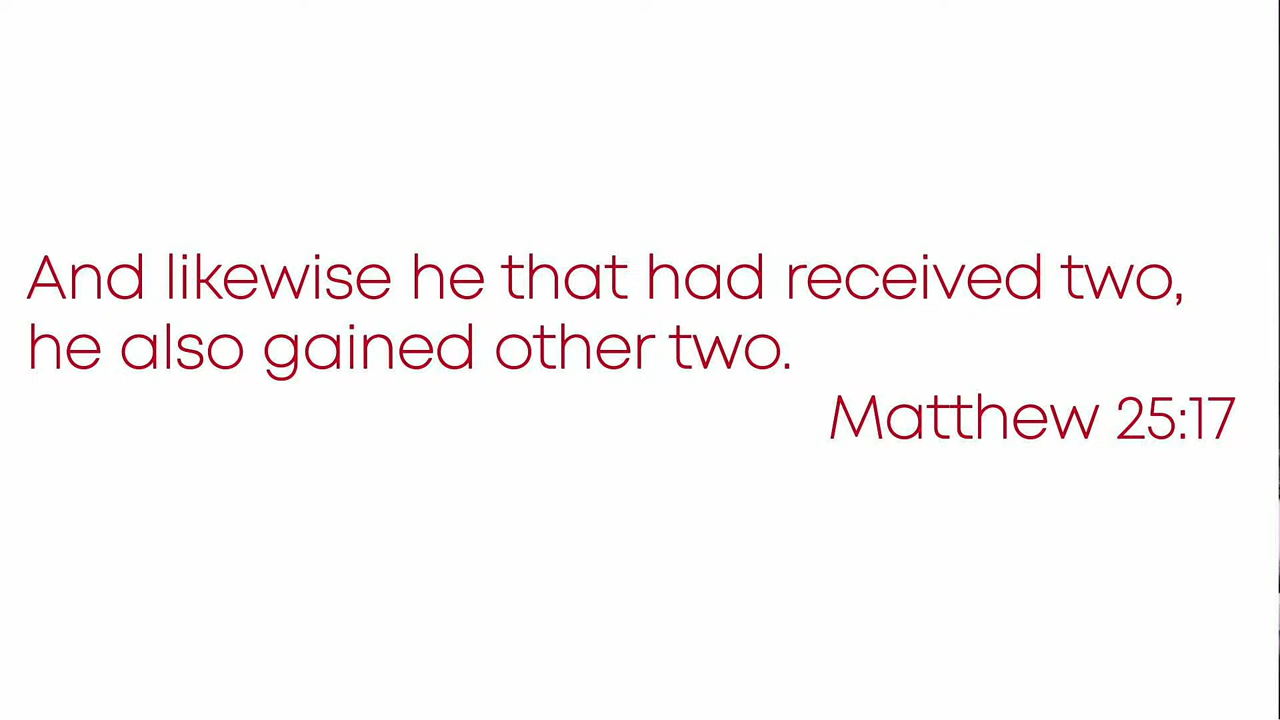 And likewise he that had received two,
he also gained other two.
Matthew 25:17